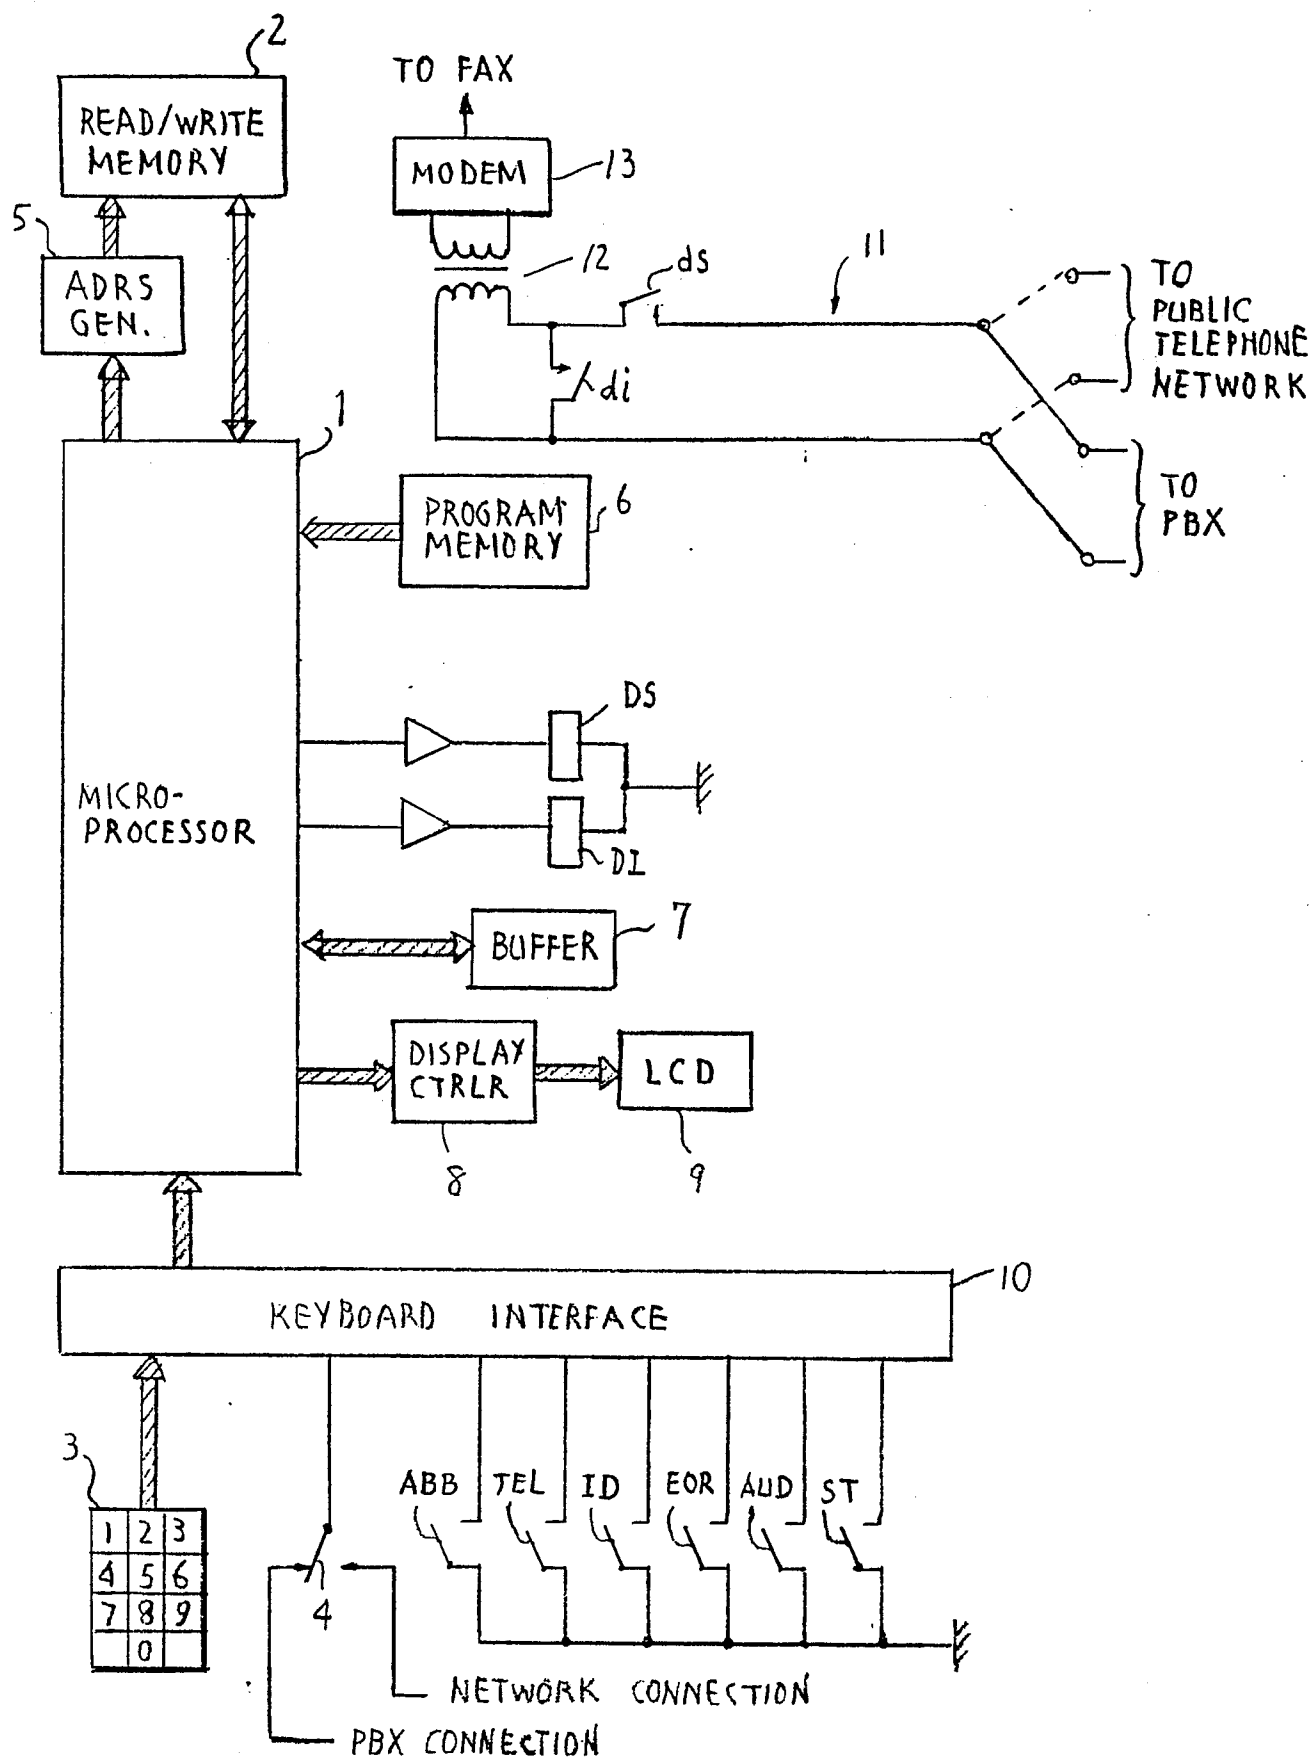 2
READ/WRITE
MEMORY
TO FAX
MODEM
13
5
ADRS
GEN.
12
ds
11
di
TO
PUBLIC
TELEPHONE
NETWORK
TO
PBX
1
PROGRAM
MEMORY
6
MICRO-
PROCESSOR
DS
DI
BUFFER
7
DISPLAY
CTRLR
8
LCD
9
KEYBOARD INTERFACE
10
3
1 2 3
4 5 6
7 8 9
0
4
ABB TEL ID EOR AUD ST
NETWORK CONNECTION
PBX CONNECTION